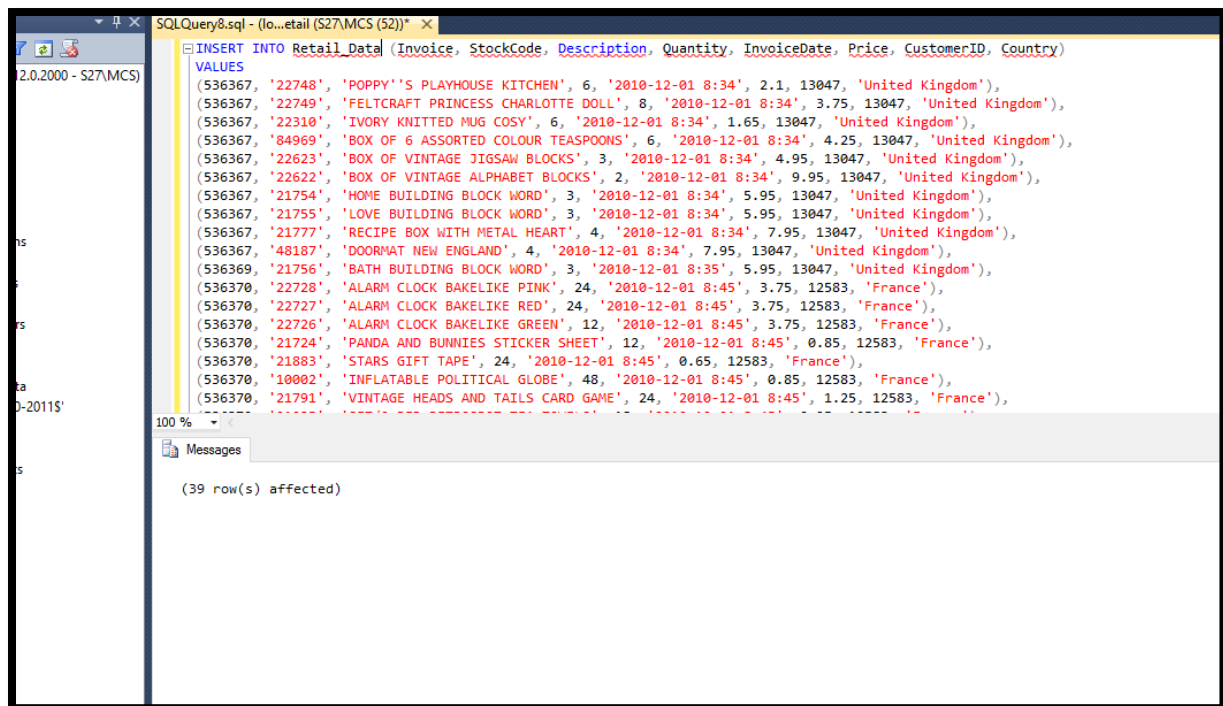 SQLQuery8.sql - (lo...etail (S27\MCS (52))*
12.0.2000 - S27\MCS)
INSERT INTO Retail_Data (Invoice, StockCode, Description, Quantity, InvoiceDate, Price, CustomerID, Country)
VALUES
(536367, '22748', 'POPPY''S PLAYHOUSE KITCHEN', 6, '2010-12-01 8:34', 2.1, 13047, 'United Kingdom'),
(536367, '22749', 'FELTCRAFT PRINCESS CHARLOTTE DOLL', 8, '2010-12-01 8:34', 3.75, 13047, 'United Kingdom'),
(536367, '22310', 'IVORY KNITTED MUG COSY', 6, '2010-12-01 8:34', 1.65, 13047, 'United Kingdom'),
(536367, '84969', 'BOX OF 6 ASSORTED COLOUR TEASPOONS', 6, '2010-12-01 8:34', 4.25, 13047, 'United Kingdom'),
(536367, '22623', 'BOX OF VINTAGE JIGSAW BLOCKS', 3, '2010-12-01 8:34', 4.95, 13047, 'United Kingdom'),
(536367, '22622', 'BOX OF VINTAGE ALPHABET BLOCKS', 2, '2010-12-01 8:34', 9.95, 13047, 'United Kingdom'),
(536367, '21754', 'HOME BUILDING BLOCK WORD', 3, '2010-12-01 8:34', 5.95, 13047, 'United Kingdom'),
(536367, '21755', 'LOVE BUILDING BLOCK WORD', 3, '2010-12-01 8:34', 5.95, 13047, 'United Kingdom'),
(536367, '21777', 'RECIPE BOX WITH METAL HEART', 4, '2010-12-01 8:34', 7.95, 13047, 'United Kingdom'),
(536367, '48187', 'DOORMAT NEW ENGLAND', 4, '2010-12-01 8:34', 7.95, 13047, 'United Kingdom'),
(536369, '21756', 'BATH BUILDING BLOCK WORD', 3, '2010-12-01 8:35', 5.95, 13047, 'United Kingdom'),
(536370, '22728', 'ALARM CLOCK BAKELIKE PINK', 24, '2010-12-01 8:45', 3.75, 12583, 'France'),
(536370, '22727', 'ALARM CLOCK BAKELIKE RED', 24, '2010-12-01 8:45', 3.75, 12583, 'France'),
(536370, '22726', 'ALARM CLOCK BAKELIKE GREEN', 12, '2010-12-01 8:45', 3.75, 12583, 'France'),
(536370, '21724', 'PANDA AND BUNNIES STICKER SHEET', 12, '2010-12-01 8:45', 0.85, 12583, 'France'),
(536370, '21883', 'STARS GIFT TAPE', 24, '2010-12-01 8:45', 0.65, 12583, 'France'),
(536370, '10002', 'INFLATABLE POLITICAL GLOBE', 48, '2010-12-01 8:45', 0.85, 12583, 'France'),
(536370, '21791', 'VINTAGE HEADS AND TAILS CARD GAME', 24, '2010-12-01 8:45', 1.25, 12583, 'France'),
ns
s
rs
ta
0-2011$'
ts
100 %
Messages
(39 row(s) affected)